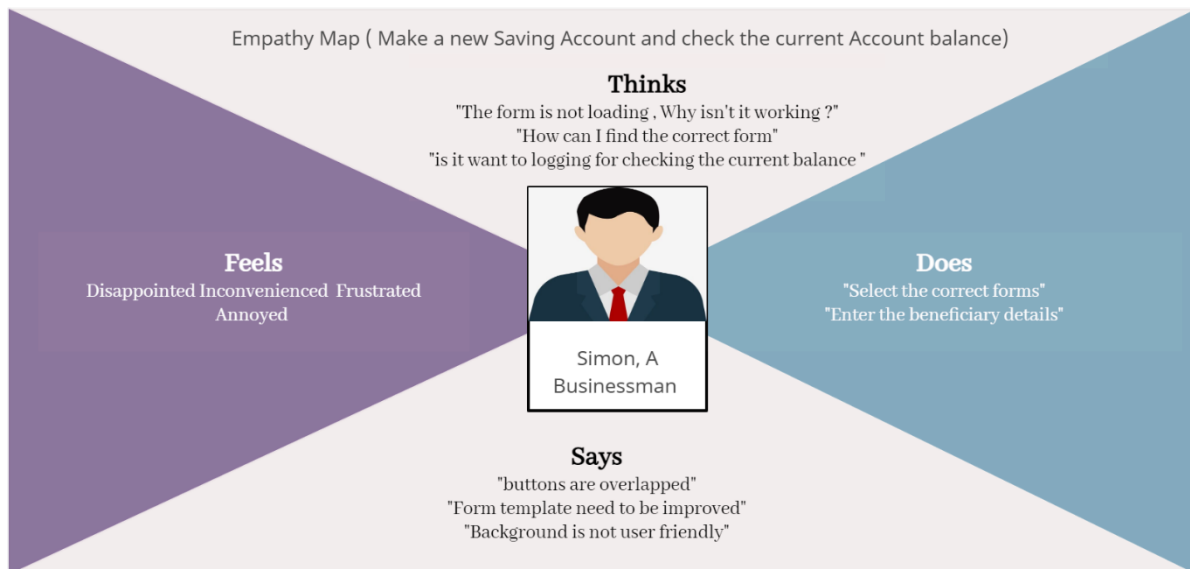 Empathy Map ( Make a new Saving Account and check the current Account balance)
Thinks
"The form is not loading , Why isn't it working ?"
"How can I find the correct form"
"is it want to logging for checking the current balance "
Feels
Disappointed Inconvenienced Frustrated
Annoyed
Does
"Select the correct forms"
"Enter the beneficiary details"
Simon, A
Businessman
Says
"buttons are overlapped"
"Form template need to be improved"
"Background is not user friendly"